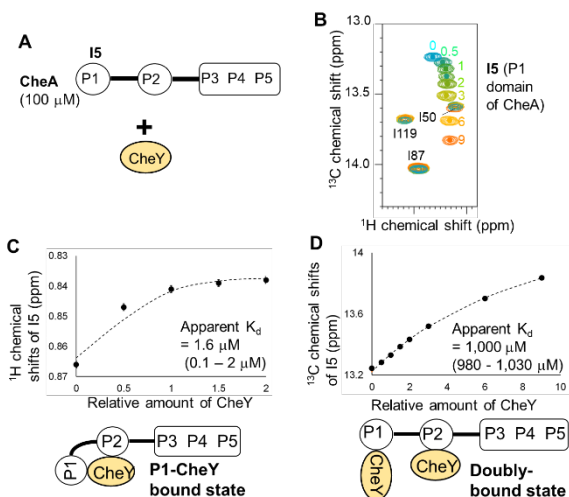 A
I5
P1
P2
P3 P4 P5
CheA
(100 μM)
+
CheY
B
13.0
13.5
14.0
¹³C chemical shift (ppm)
¹H chemical shift (ppm)
0
0.5
1
2
3
6
9
I50
I119
I87
I5 (P1
domain
of CheA)
C
0.83
0.84
0.85
0.86
0.87
¹H chemical
shifts of I5 (ppm)
0
0.5
1
1.5
2
Relative amount of CheY
Apparent Kd
= 1.6 μM
(0.1 – 2 μM)
P1
P2
P3 P4 P5
CheY
P1-CheY
bound state
D
14
13.6
13.2
¹³C chemical shifts
of I5 (ppm)
0
2
4
6
8
10
Relative amount of CheY
Apparent Kd
= 1,000 μM
(980 - 1,030 μM)
P1
P2
P3 P4 P5
CheY
CheY
Doubly-
bound state